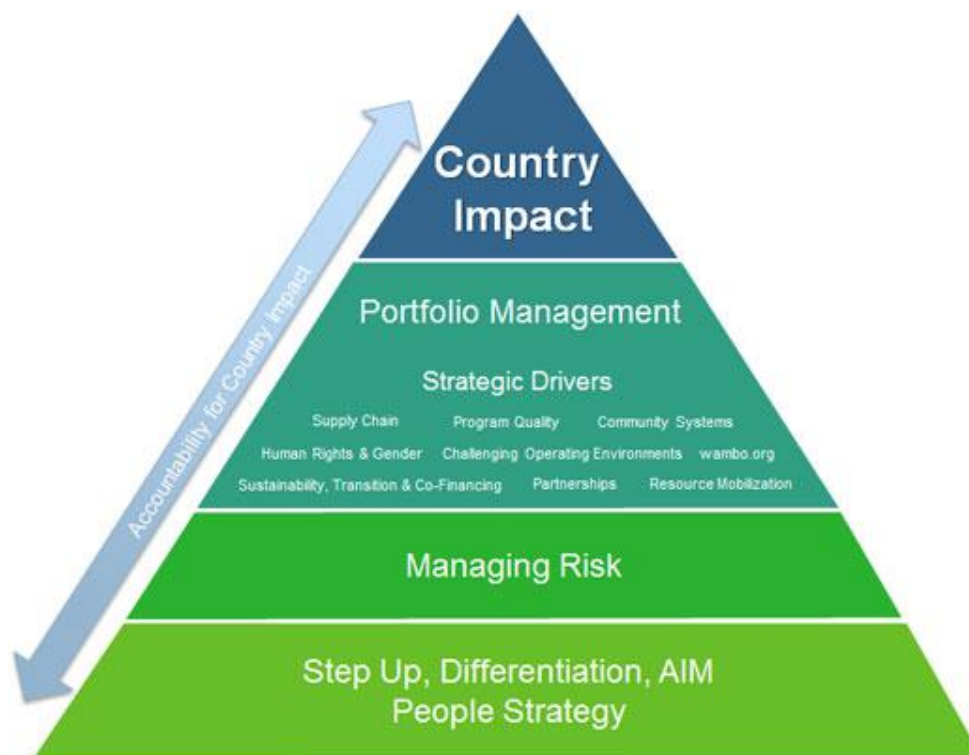 Country
Impact
Accountability for Country Impact
Portfolio Management
Strategic Drivers
Supply Chain Program Quality Community Systems
Human Rights & Gender Challenging Operating Environments wambo.org
Sustainability, Transition & Co-Financing Partnerships Resource Mobilization
Managing Risk
Step Up, Differentiation, AIM
People Strategy